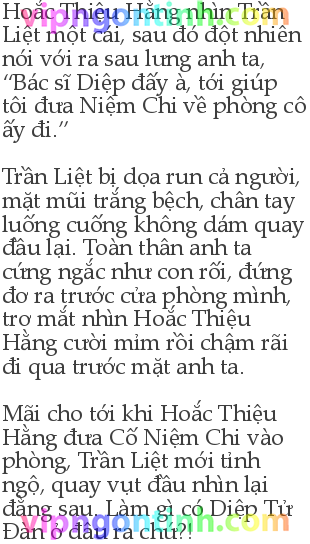 Hoắc Thiệu Hằng nhìn Trần
Liệt một cái, sau đó đột nhiên
nói với ra sau lưng anh ta,
“Bác sĩ Diệp đấy à, tới giúp
tôi đưa Niệm Chi về phòng cô
ấy đi.”
Trần Liệt bị dọa run cả người,
mặt mũi trắng bệch, chân tay
luống cuống không dám quay
đầu lại. Toàn thân anh ta
cứng ngắc như con rối, đứng
đơ ra trước cửa phòng mình,
trợ mắt nhìn Hoắc Thiệu
Hằng cười mỉm rồi chậm rãi
đi qua trước mặt anh ta.
Mãi cho tới khi Hoắc Thiệu
Hằng đưa Cố Niệm Chi vào
phòng, Trần Liệt mới tỉnh
ngộ, quay vụt đầu nhìn lại
đằng sau. Làm gì có Diệp Tử
Đàn ở đâu ra chứ?!
vipngontinh.com
vipngontinh.com